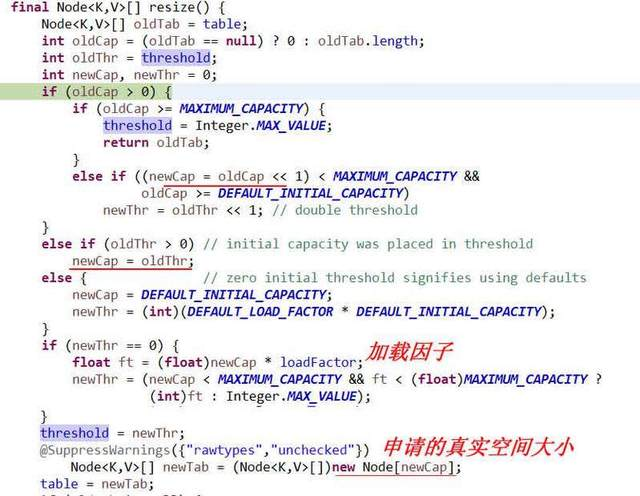 final Node<K,V>[] resize() {
Node<K,V>[] oldTab = table;
int oldCap = (oldTab == null) ? 0 : oldTab.length;
int oldThr = threshold;
int newCap, newThr = 0;
if (oldCap > 0) {
if (oldCap >= MAXIMUM_CAPACITY) {
threshold = Integer.MAX_VALUE;
return oldTab;
}
else if ((newCap = oldCap << 1) < MAXIMUM_CAPACITY &&
oldCap >= DEFAULT_INITIAL_CAPACITY)
newThr = oldThr << 1; // double threshold
}
else if (oldThr > 0) // initial capacity was placed in threshold
newCap = oldThr;
else { // zero initial threshold signifies using defaults
newCap = DEFAULT_INITIAL_CAPACITY;
newThr = (int)(DEFAULT_LOAD_FACTOR * DEFAULT_INITIAL_CAPACITY);
}
if (newThr == 0) {
float ft = (float)newCap * loadFactor; 加载因子
newThr = (newCap < MAXIMUM_CAPACITY && ft < (float)MAXIMUM_CAPACITY ?
(int)ft : Integer.MAX_VALUE);
}
threshold = newThr;
@SuppressWarnings({"rawtypes","unchecked"}) 申请的真实空间大小
Node<K,V>[] newTab = (Node<K,V>[])new Node[newCap];
table = newTab;